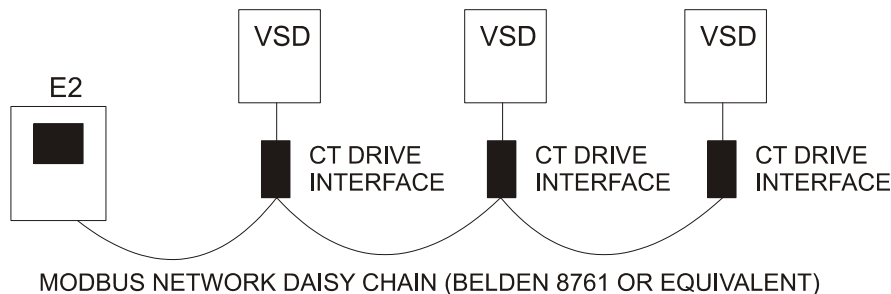 VSD
VSD
VSD
E2
CT DRIVE
INTERFACE
CT DRIVE
INTERFACE
CT DRIVE
INTERFACE
MODBUS NETWORK DAISY CHAIN (BELDEN 8761 OR EQUIVALENT)